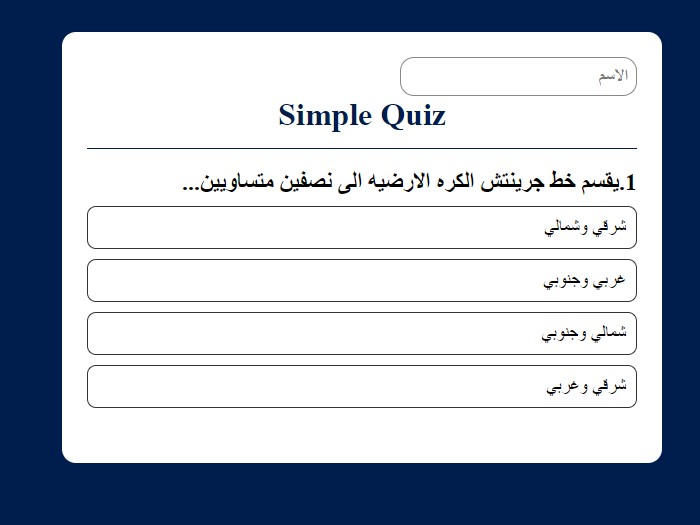 الاسم
Simple Quiz
1.يقسم خط جرينتش الكره الارضيه الى نصفين متساويين...
شرقي وشمالي
غربي وجنوبي
شمالي وجنوبي
شرقي وغربي